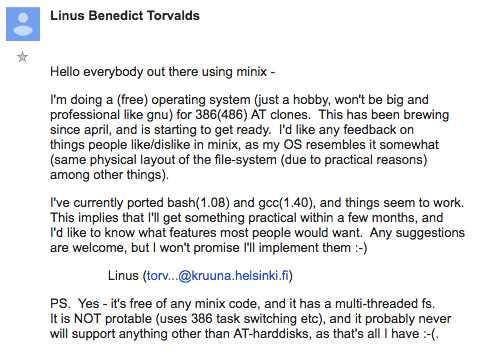 Linus Benedict Torvalds
Hello everybody out there using minix -
I'm doing a (free) operating system (just a hobby, won't be big and
professional like gnu) for 386(486) AT clones.  This has been brewing
since april, and is starting to get ready.  I'd like any feedback on
things people like/dislike in minix, as my OS resembles it somewhat
(same physical layout of the file-system (due to practical reasons)
among other things).
I've currently ported bash(1.08) and gcc(1.40), and things seem to work.
This implies that I'll get something practical within a few months, and
I'd like to know what features most people would want.  Any suggestions
are welcome, but I won't promise I'll implement them :-)
Linus (torv...@kruuna.helsinki.fi)
PS.  Yes - it's free of any minix code, and it has a multi-threaded fs.
It is NOT protable (uses 386 task switching etc), and it probably never
will support anything other than AT-harddisks, as that's all I have :-(.